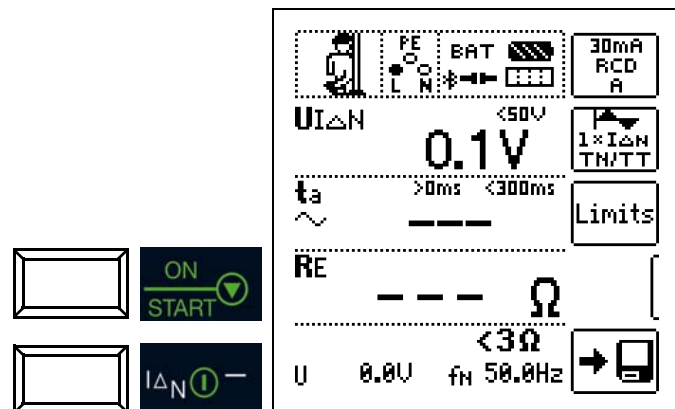 PE
L N
BAT
30mA
RCD
A
UI△N <50V
0.1V
1×I△N
TN/TT
ta >0ms <300ms
~ ---
Limits
RE
--- Ω
<3Ω
U 0.0V fN 50.0Hz
ON
START
I△N